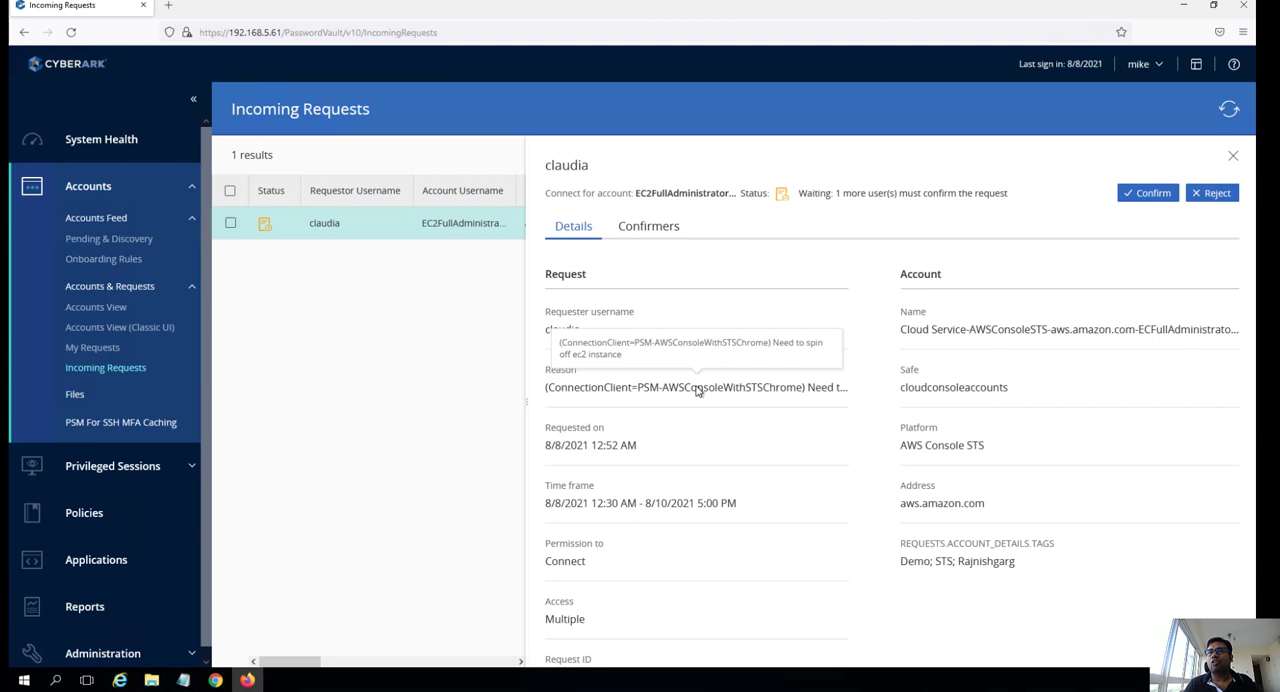 Incoming Requests
https://192.168.5.61/PasswordVault/v10/IncomingRequests
CYBERARK
Last sign in: 8/8/2021
mike
System Health
Accounts
Accounts Feed
Pending & Discovery
Onboarding Rules
Accounts & Requests
Accounts View
Accounts View (Classic UI)
My Requests
Incoming Requests
Files
PSM For SSH MFA Caching
Privileged Sessions
Policies
Applications
Reports
Administration
Incoming Requests
1 results
Status Requestor Username Account Username
claudia EC2FullAdministra...
claudia
Connect for account: EC2FullAdministrator... Status: Waiting: 1 more user(s) must confirm the request
Confirm
Reject
Details Confirmers
Request
Requester username
claudia
(ConnectionClient=PSM-AWSConsoleWithSTSChrome) Need to spin
off ec2 instance
Reason
(ConnectionClient=PSM-AWSConsoleWithSTSChrome) Need t...
Requested on
8/8/2021 12:52 AM
Time frame
8/8/2021 12:30 AM - 8/10/2021 5:00 PM
Permission to
Connect
Access
Multiple
Request ID
Account
Name
Cloud Service-AWSConsoleSTS-aws.amazon.com-ECFullAdministrato...
Safe
cloudconsoleaccounts
Platform
AWS Console STS
Address
aws.amazon.com
REQUESTS.ACCOUNT_DETAILS.TAGS
Demo; STS; Rajnishgarg